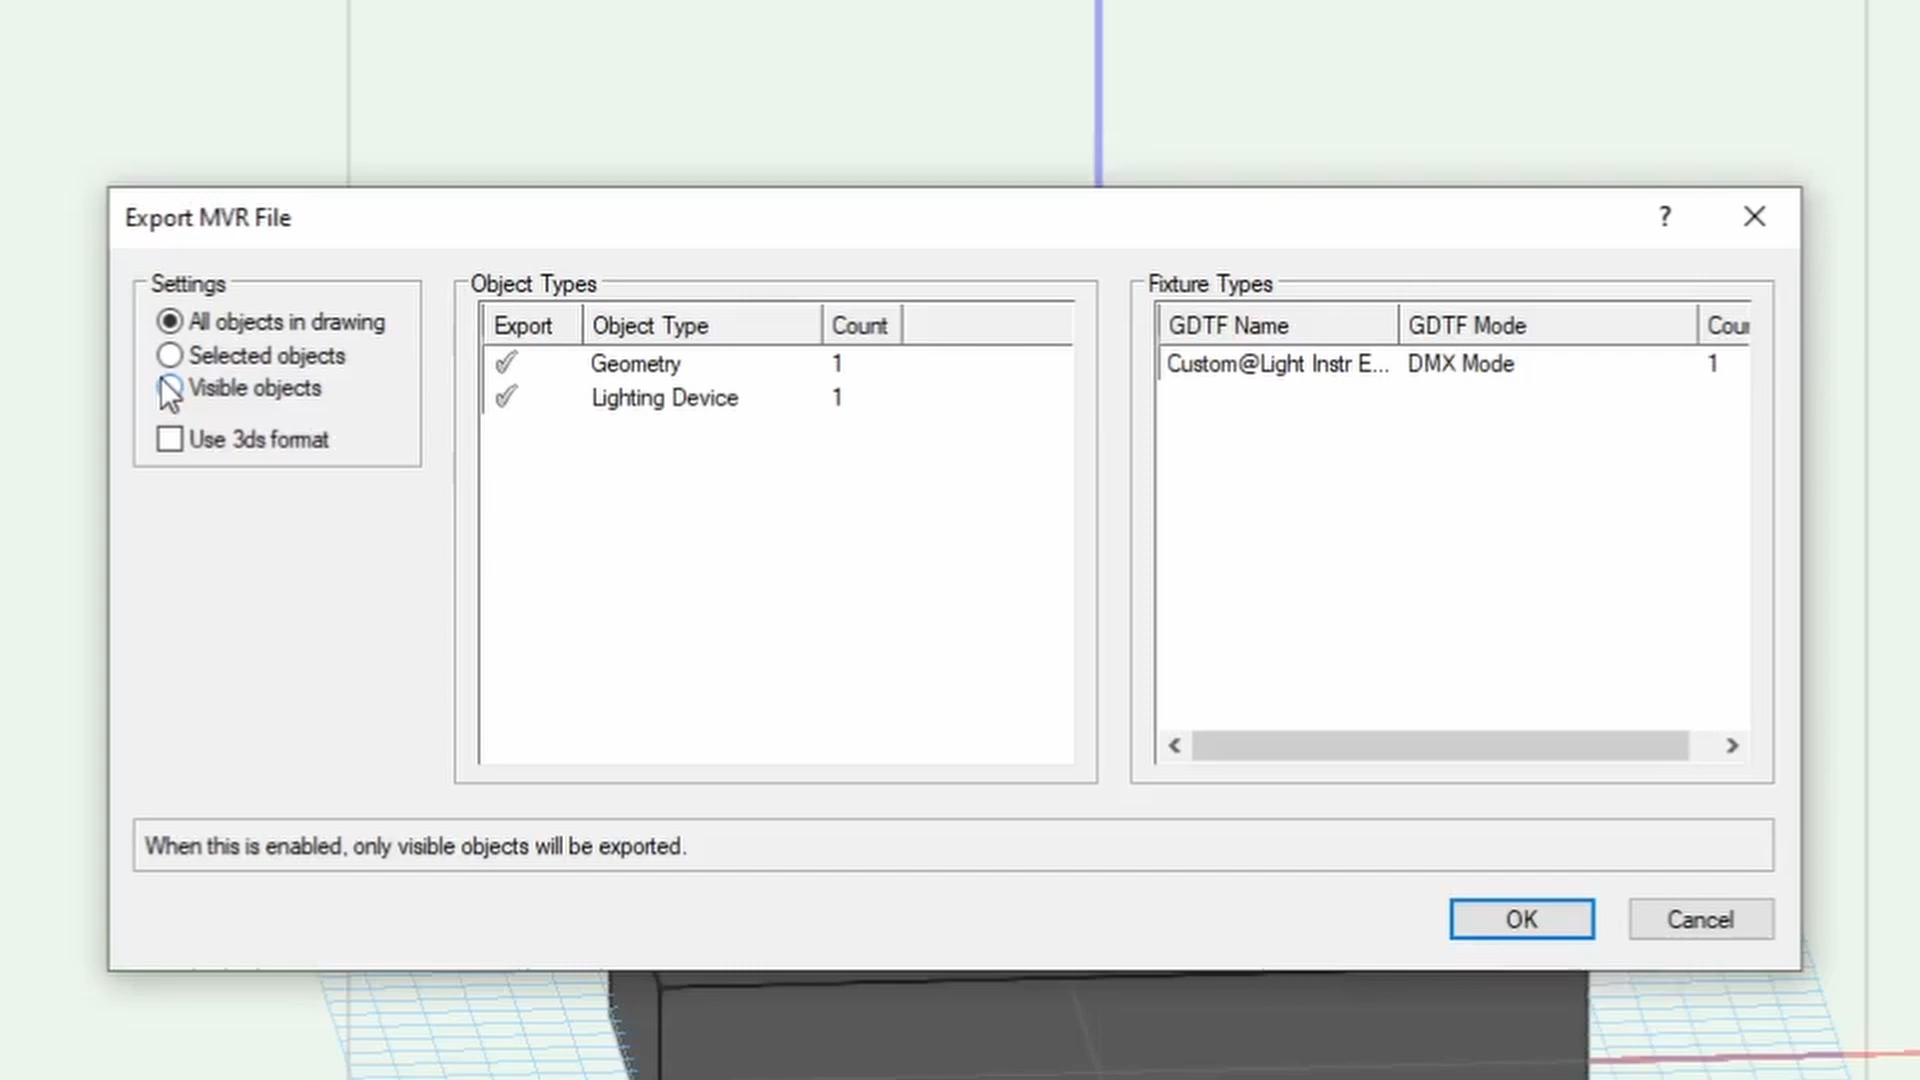 Export MVR File
?
Settings
All objects in drawing
Selected objects
Visible objects
Use 3ds format
Object Types
Export Object Type Count
Geometry 1
Lighting Device 1
Fixture Types
GDTF Name GDTF Mode Cour
Custom@Light Instr E... DMX Mode 1
When this is enabled, only visible objects will be exported.
OK Cancel